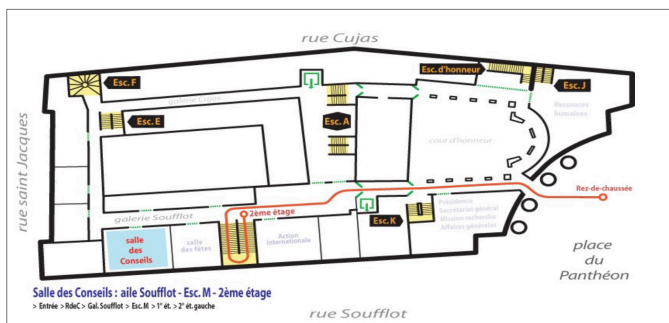 rue Cujas
Esc. F
Esc. d'honneur
Esc. J
galerie Cujas
Ressources
humaines
Esc. E
Esc. A
cour d'honneur
rue saint Jacques
Rez-de-chaussée
Présidence
Secrétariat général
Mission recherche
Affaires générales
2ème étage
galerie Soufflot
Esc. K
salle
des
Conseils
salle
des fêtes
Action
Internationale
place
du
Panthéon
Salle des Conseils : aile Soufflot - Esc. M - 2ème étage
> Entrée > RdeC > Gal. Soufflot > Esc. M > 1° ét. > 2° ét. gauche
rue Soufflot